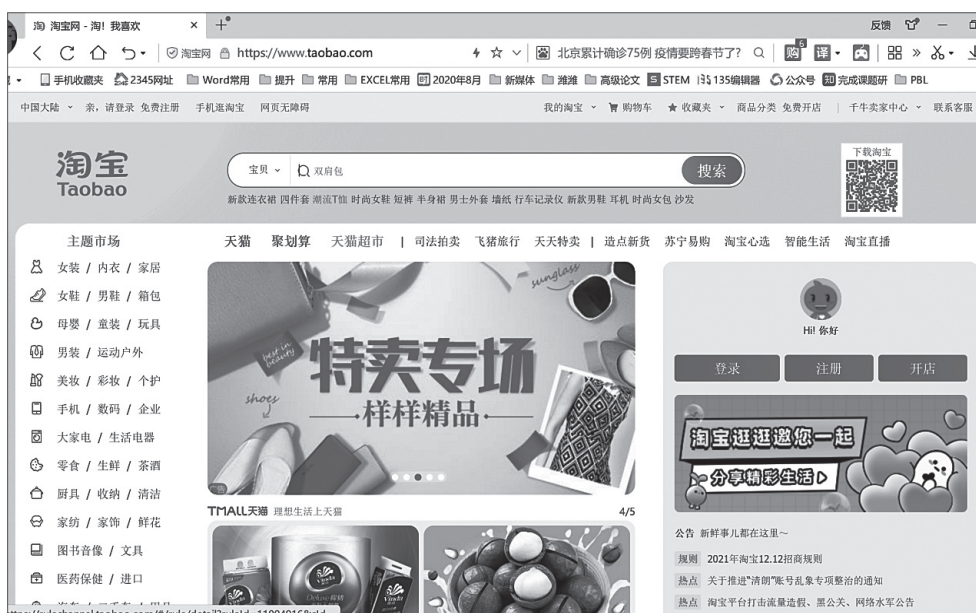 淘 淘宝网 - 淘！我喜欢 × + 反馈
淘宝网 https://www.taobao.com 北京累计确诊75例 疫情要跨春节了? 购 6 译
手机收藏夹 2345网址 Word常用 提升 常用 EXCEL常用 2020年8月 新媒体 淮滩 高级论文 S STEM 135编辑器 公众号 知 完成课题研 PBL
中国大陆 亲，请登录 免费注册 手机逛淘宝 网页无障碍 我的淘宝 购物车 收藏夹 商品分类 免费开店 | 千牛卖家中心 联系客服
淘宝
Taobao
宝贝 双肩包 搜索
下载淘宝
新款连衣裙 四件套 潮流T恤 时尚女鞋 短裤 半身裙 男士外套 墙纸 行车记录仪 新款男鞋 耳机 时尚女包 沙发
主题市场
天猫 聚划算 天猫超市 | 司法拍卖 飞猪旅行 天天特卖 | 造点新货 苏宁易购 淘宝心选 智能生活 淘宝直播
女装 / 内衣 / 家居
女鞋 / 男鞋 / 箱包
母婴 / 童装 / 玩具
男装 / 运动户外
美妆 / 彩妆 / 个护
手机 / 数码 / 企业
大家电 / 生活电器
零食 / 生鲜 / 茶酒
厨具 / 收纳 / 清洁
家纺 / 家饰 / 鲜花
图书音像 / 文具
医药保健 / 进口
sunglass
best in beauty
shoes
特卖专场
样样精品
广告
Hi! 你好
登录 注册 开店
淘宝逛逛邀您一起
分享精彩生活
TMALL天猫 理想生活上天猫 4/5
Vinda
Deluxe
Vinda
Vinda
公告 新鲜事儿都在这里~
规则 2021年淘宝12.12招商规则
热点 关于推进"清朗"账号乱象专项整治的通知
热点 淘宝平台打击流量造假、黑公关、网络水军公告